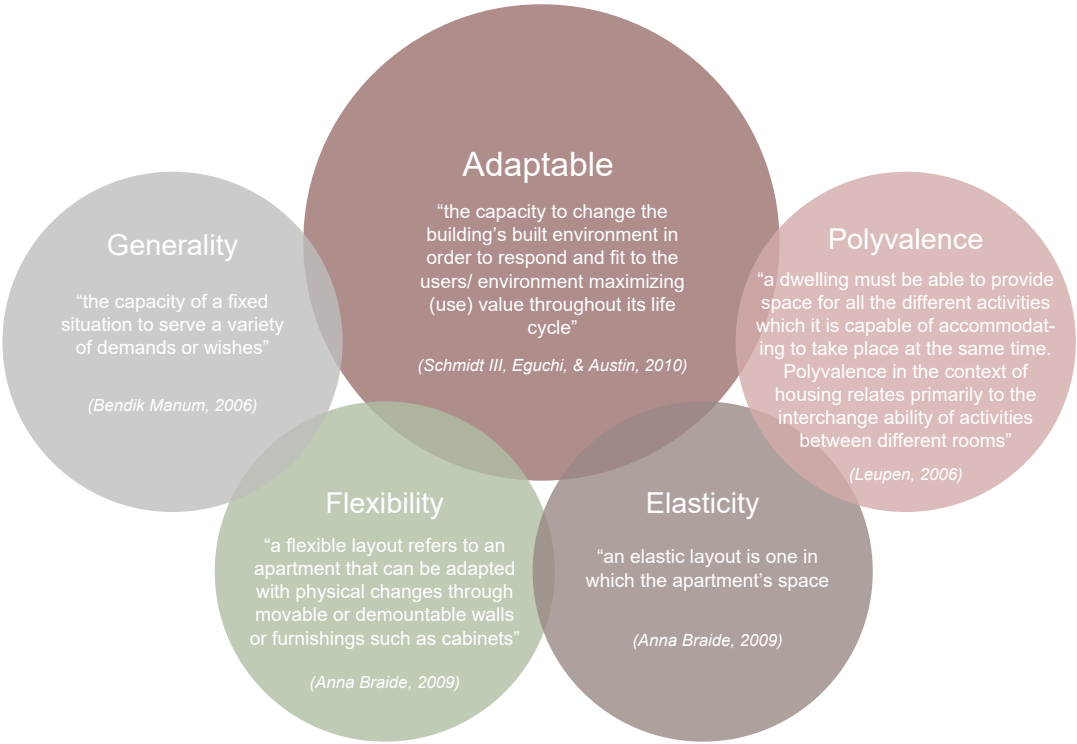 Adaptable
“the capacity to change the
building’s built environment in
order to respond and fit to the
users/ environment maximizing
(use) value throughout its life
cycle”
(Schmidt III, Eguchi, & Austin, 2010)
Generality
“the capacity of a fixed
situation to serve a variety
of demands or wishes”
(Bendik Manum, 2006)
Polyvalence
“a dwelling must be able to provide
space for all the different activities
which it is capable of accommodat-
ing to take place at the same time.
Polyvalence in the context of
housing relates primarily to the
interchange ability of activities
between different rooms”
(Leupen, 2006)
Flexibility
“a flexible layout refers to an
apartment that can be adapted
with physical changes through
movable or demountable walls
or furnishings such as cabinets”
(Anna Braide, 2009)
Elasticity
“an elastic layout is one in
which the apartment’s space
(Anna Braide, 2009)